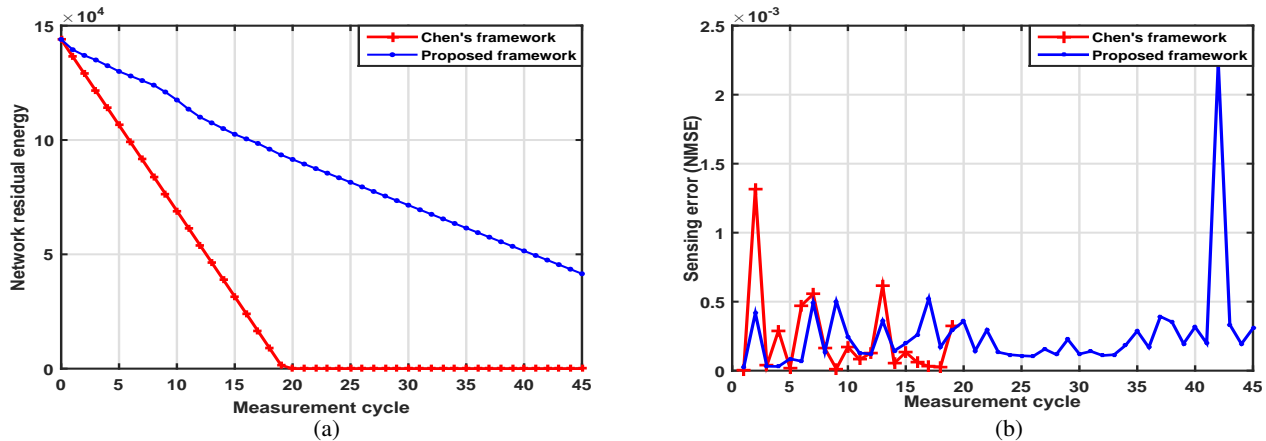 ×10⁴
15
10
5
0
Network residual energy
Chen's framework
Proposed framework
0 5 10 15 20 25 30 35 40 45
Measurement cycle
(a)
×10⁻³
2.5
2
1.5
1
0.5
0
Sensing error (NMSE)
Chen's framework
Proposed framework
0 5 10 15 20 25 30 35 40 45
Measurement cycle
(b)